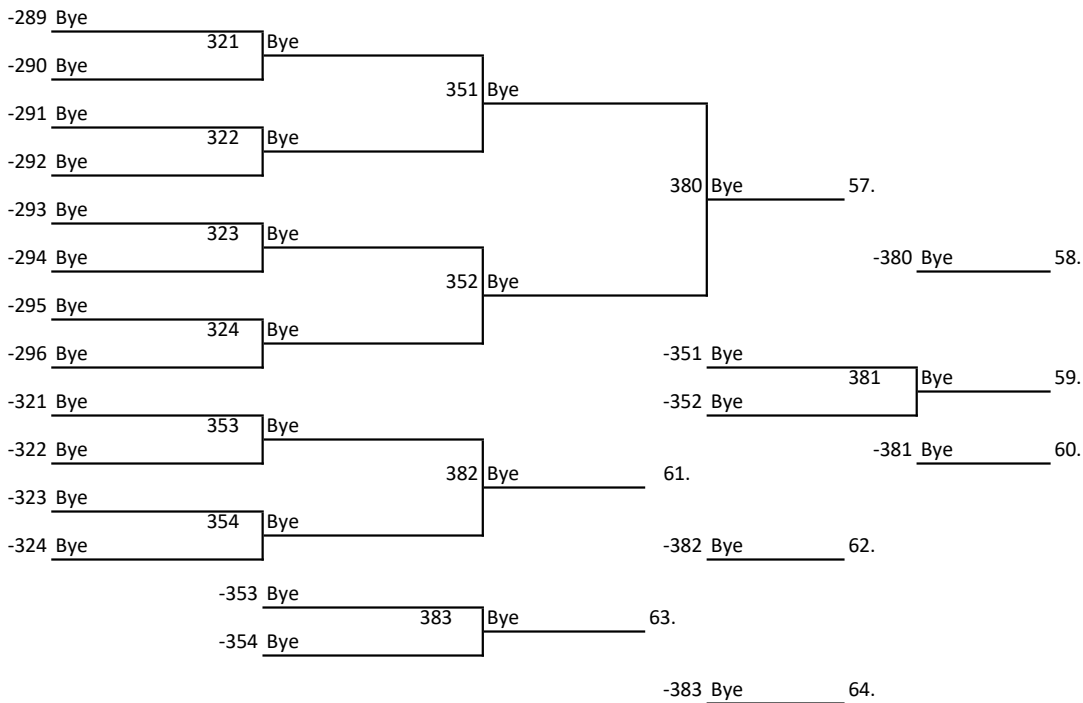 -289 Bye
321 Bye
-290 Bye
351 Bye
-291 Bye
322 Bye
-292 Bye
380 Bye 57.
-293 Bye
323 Bye
-294 Bye
-380 Bye 58.
352 Bye
-295 Bye
324 Bye
-296 Bye
-351 Bye
381 Bye 59.
-321 Bye
-352 Bye
353 Bye
-322 Bye
-381 Bye 60.
382 Bye 61.
-323 Bye
354 Bye
-324 Bye
-382 Bye 62.
-353 Bye
383 Bye 63.
-354 Bye
-383 Bye 64.